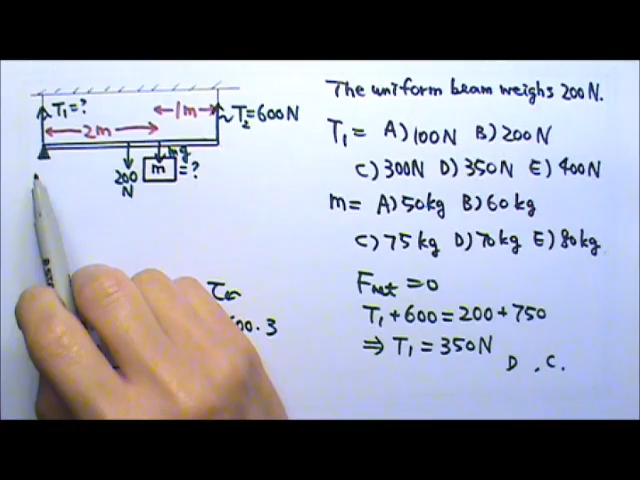 T₁=?
1m
T₂=600N
2m
mg
200 N
m =?
The uniform beam weighs 200N.
T₁= A)100N B)200N
C)300N D)350N E)400N
m= A)50kg B)60kg
C)75kg D)70kg E)80kg
Fnet=0
T₁+600=200+750
⇒ T₁=350N
D , C.
00·3